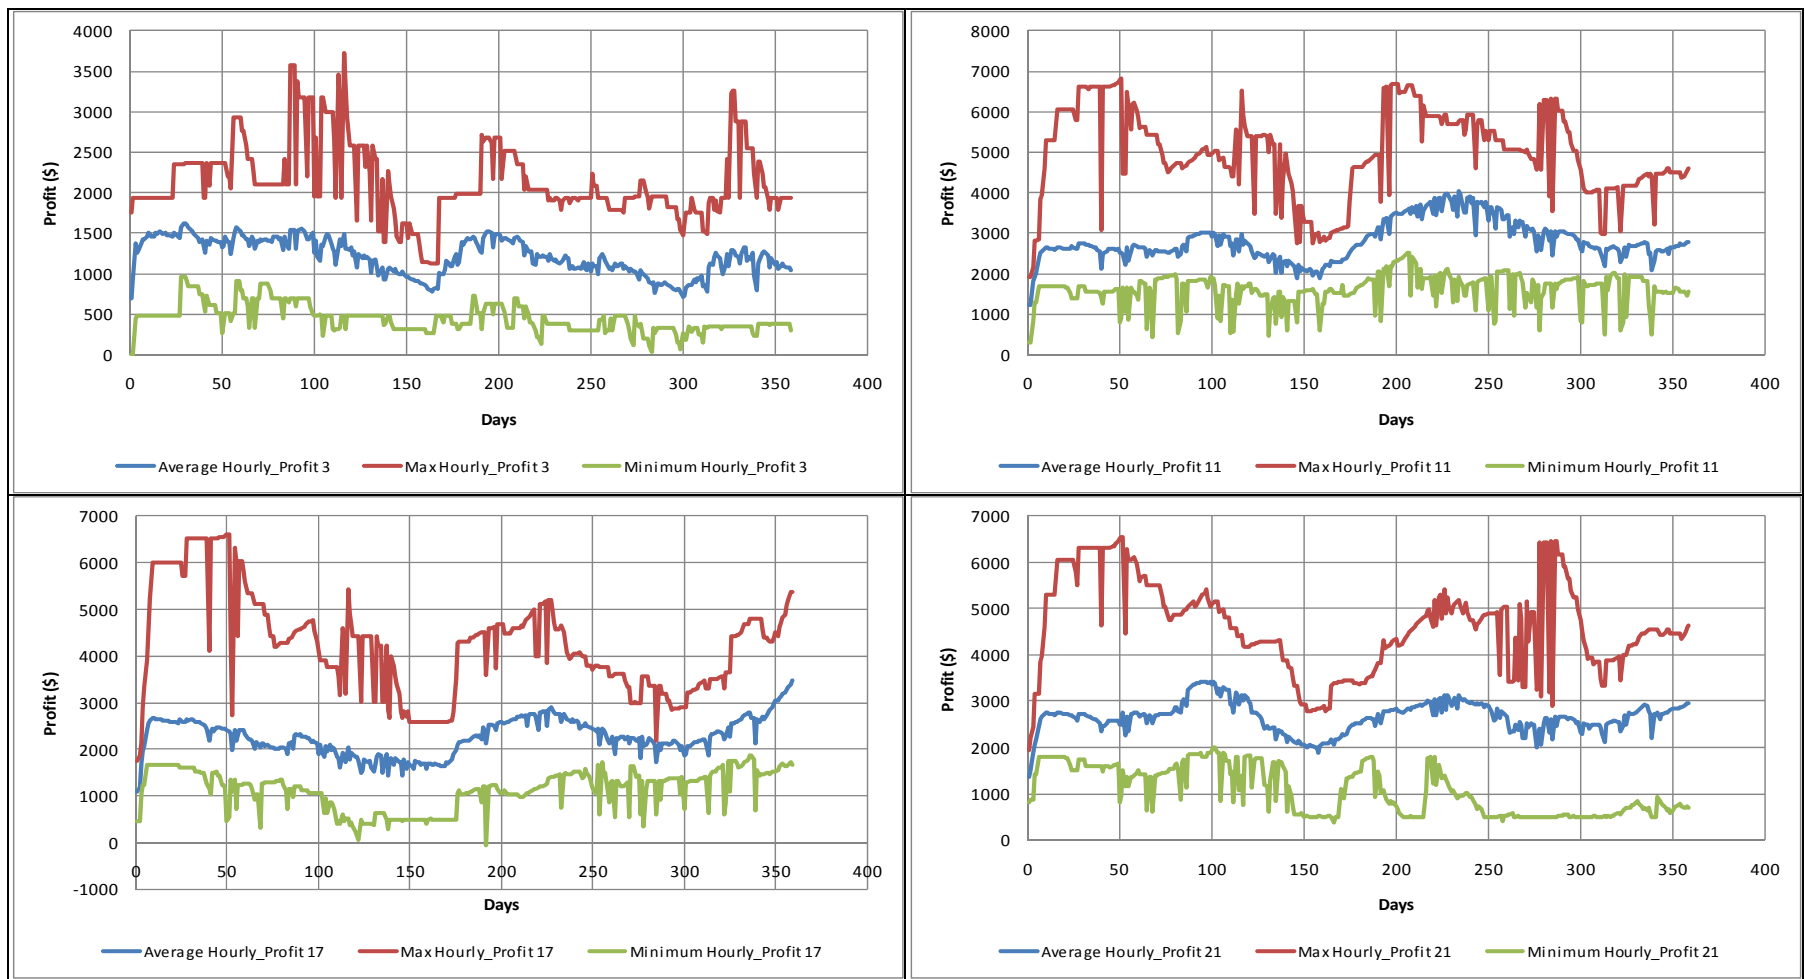 4000
3500
3000
2500
2000
1500
1000
500
0
Profit ($)
0 50 100 150 200 250 300 350 400
Days
Average Hourly_Profit 3 Max Hourly_Profit 3 Minimum Hourly_Profit 3
8000
7000
6000
5000
4000
3000
2000
1000
0
Profit ($)
0 50 100 150 200 250 300 350 400
Days
Average Hourly_Profit 11 Max Hourly_Profit 11 Minimum Hourly_Profit 11
7000
6000
5000
4000
3000
2000
1000
0
-1000
Profit ($)
0 50 100 150 200 250 300 350 400
Days
Average Hourly_Profit 17 Max Hourly_Profit 17 Minimum Hourly_Profit 17
7000
6000
5000
4000
3000
2000
1000
0
Profit ($)
0 50 100 150 200 250 300 350 400
Days
Average Hourly_Profit 21 Max Hourly_Profit 21 Minimum Hourly_Profit 21